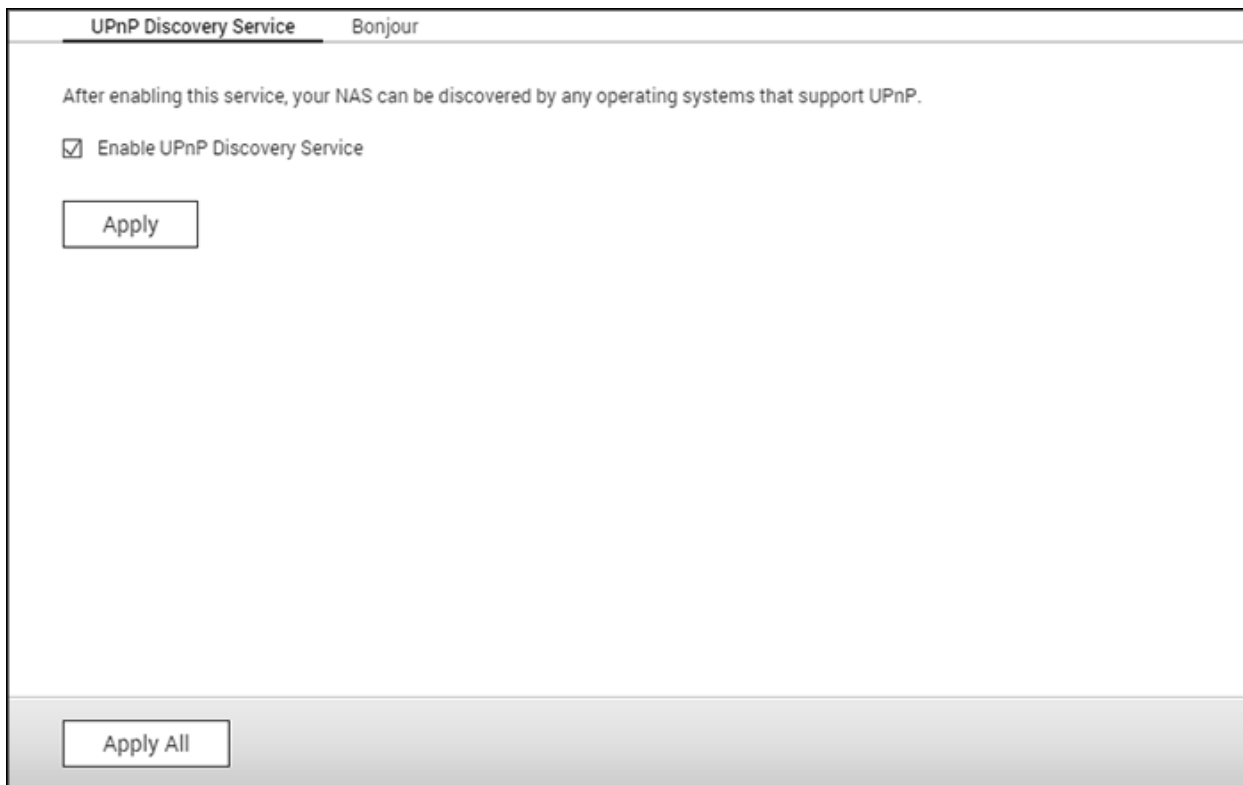 UPnP Discovery Service Bonjour
After enabling this service, your NAS can be discovered by any operating systems that support UPnP.
Enable UPnP Discovery Service
Apply
Apply All